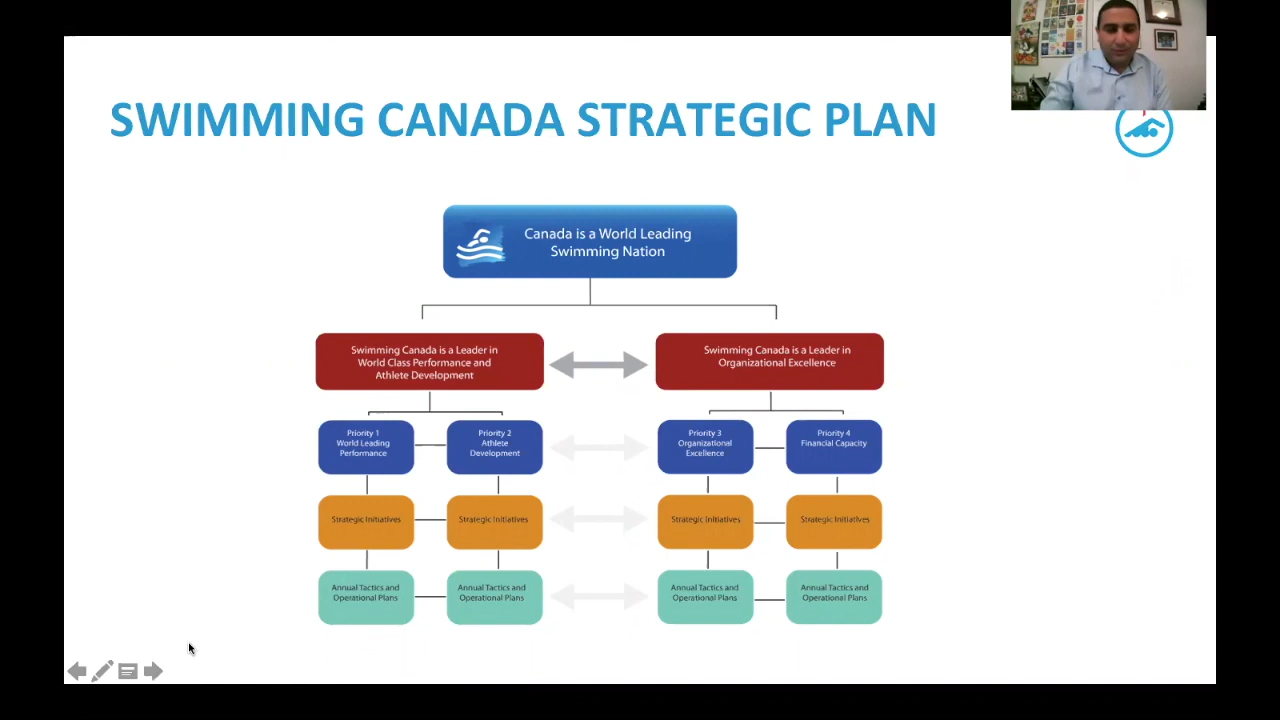 SWIMMING CANADA STRATEGIC PLAN
Canada is a World Leading
Swimming Nation
Swimming Canada is a Leader in
World Class Performance and
Athlete Development
Swimming Canada is a Leader in
Organizational Excellence
Priority 1
World Leading
Performance
Priority 2
Athlete
Development
Priority 3
Organizational
Excellence
Priority 4
Financial Capacity
Strategic Initiatives
Strategic Initiatives
Strategic Initiatives
Strategic Initiatives
Annual Tactics and
Operational Plans
Annual Tactics and
Operational Plans
Annual Tactics and
Operational Plans
Annual Tactics and
Operational Plans